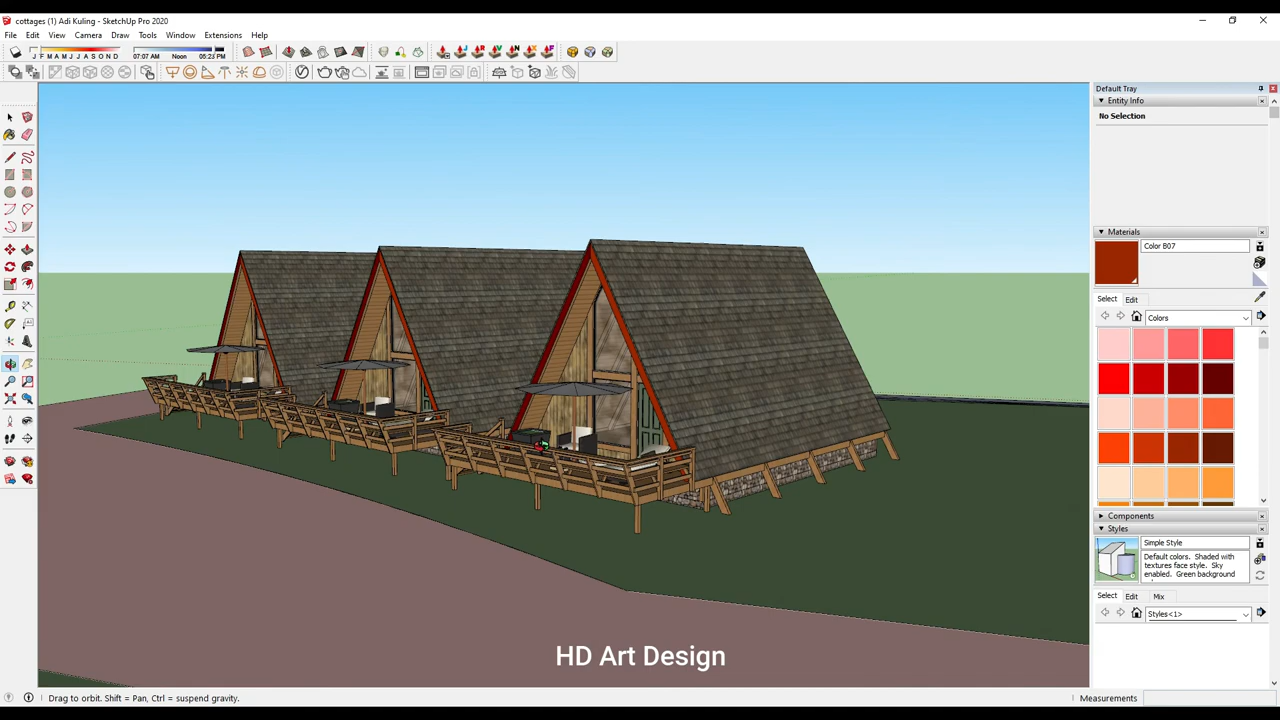 cottages (1) Adi Kuling - SketchUp Pro 2020
File Edit View Camera Draw Tools Window Extensions Help
J F M A M J J A S O N D
07:07 AM Noon 05:23 PM
Default Tray
Entity Info
No Selection
Materials
Color B07
Select Edit
Colors
Components
Styles
Simple Style
Default colors. Shaded with
textures face style. Sky
enabled. Green background
Select Edit Mix
Styles<1>
HD Art Design
Drag to orbit. Shift = Pan, Ctrl = suspend gravity.
Measurements